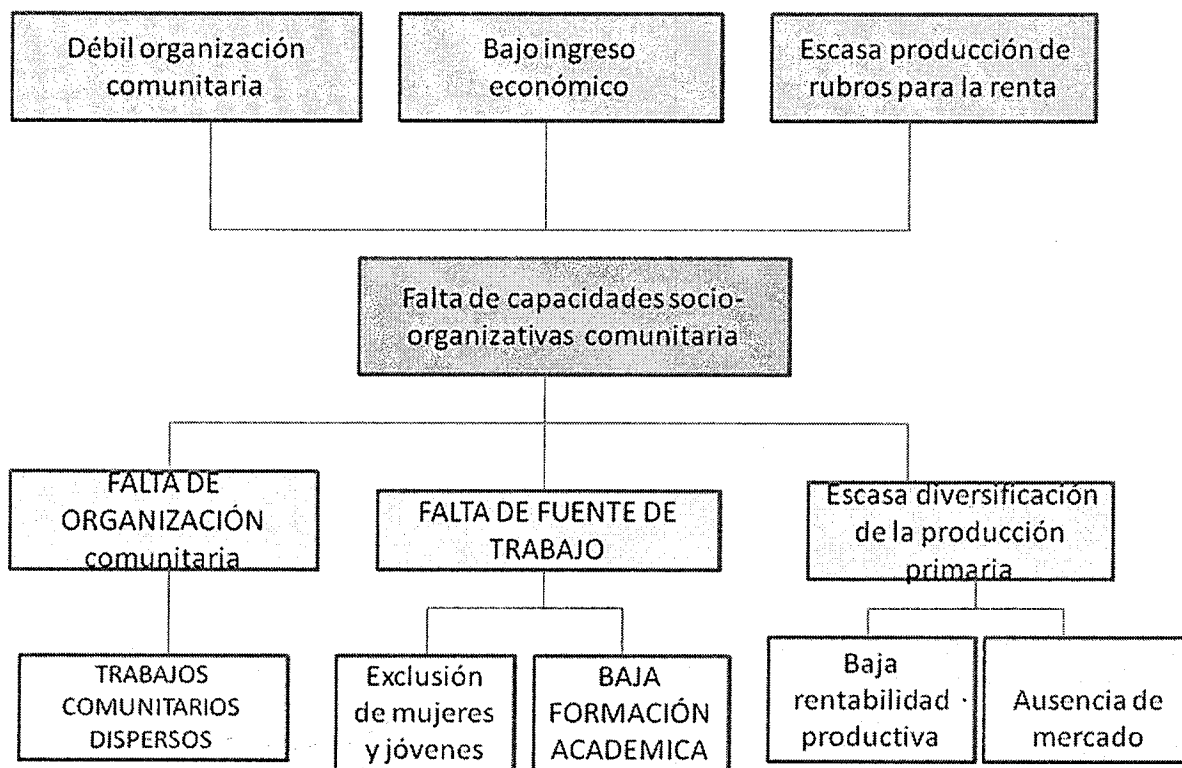 Débil organización
comunitaria
Bajo ingreso
económico
Escasa producción de
rubros para la renta
Falta de capacidades socio-
organizativas comunitaria
FALTA DE
ORGANIZACIÓN
comunitaria
FALTA DE FUENTE DE
TRABAJO
Escasa diversificación
de la producción
primaria
TRABAJOS
COMUNITARIOS
DISPERSOS
Exclusión
de mujeres
y jóvenes
BAJA
FORMACIÓN
ACADEMICA
Baja
rentabilidad
productiva
Ausencia de
mercado